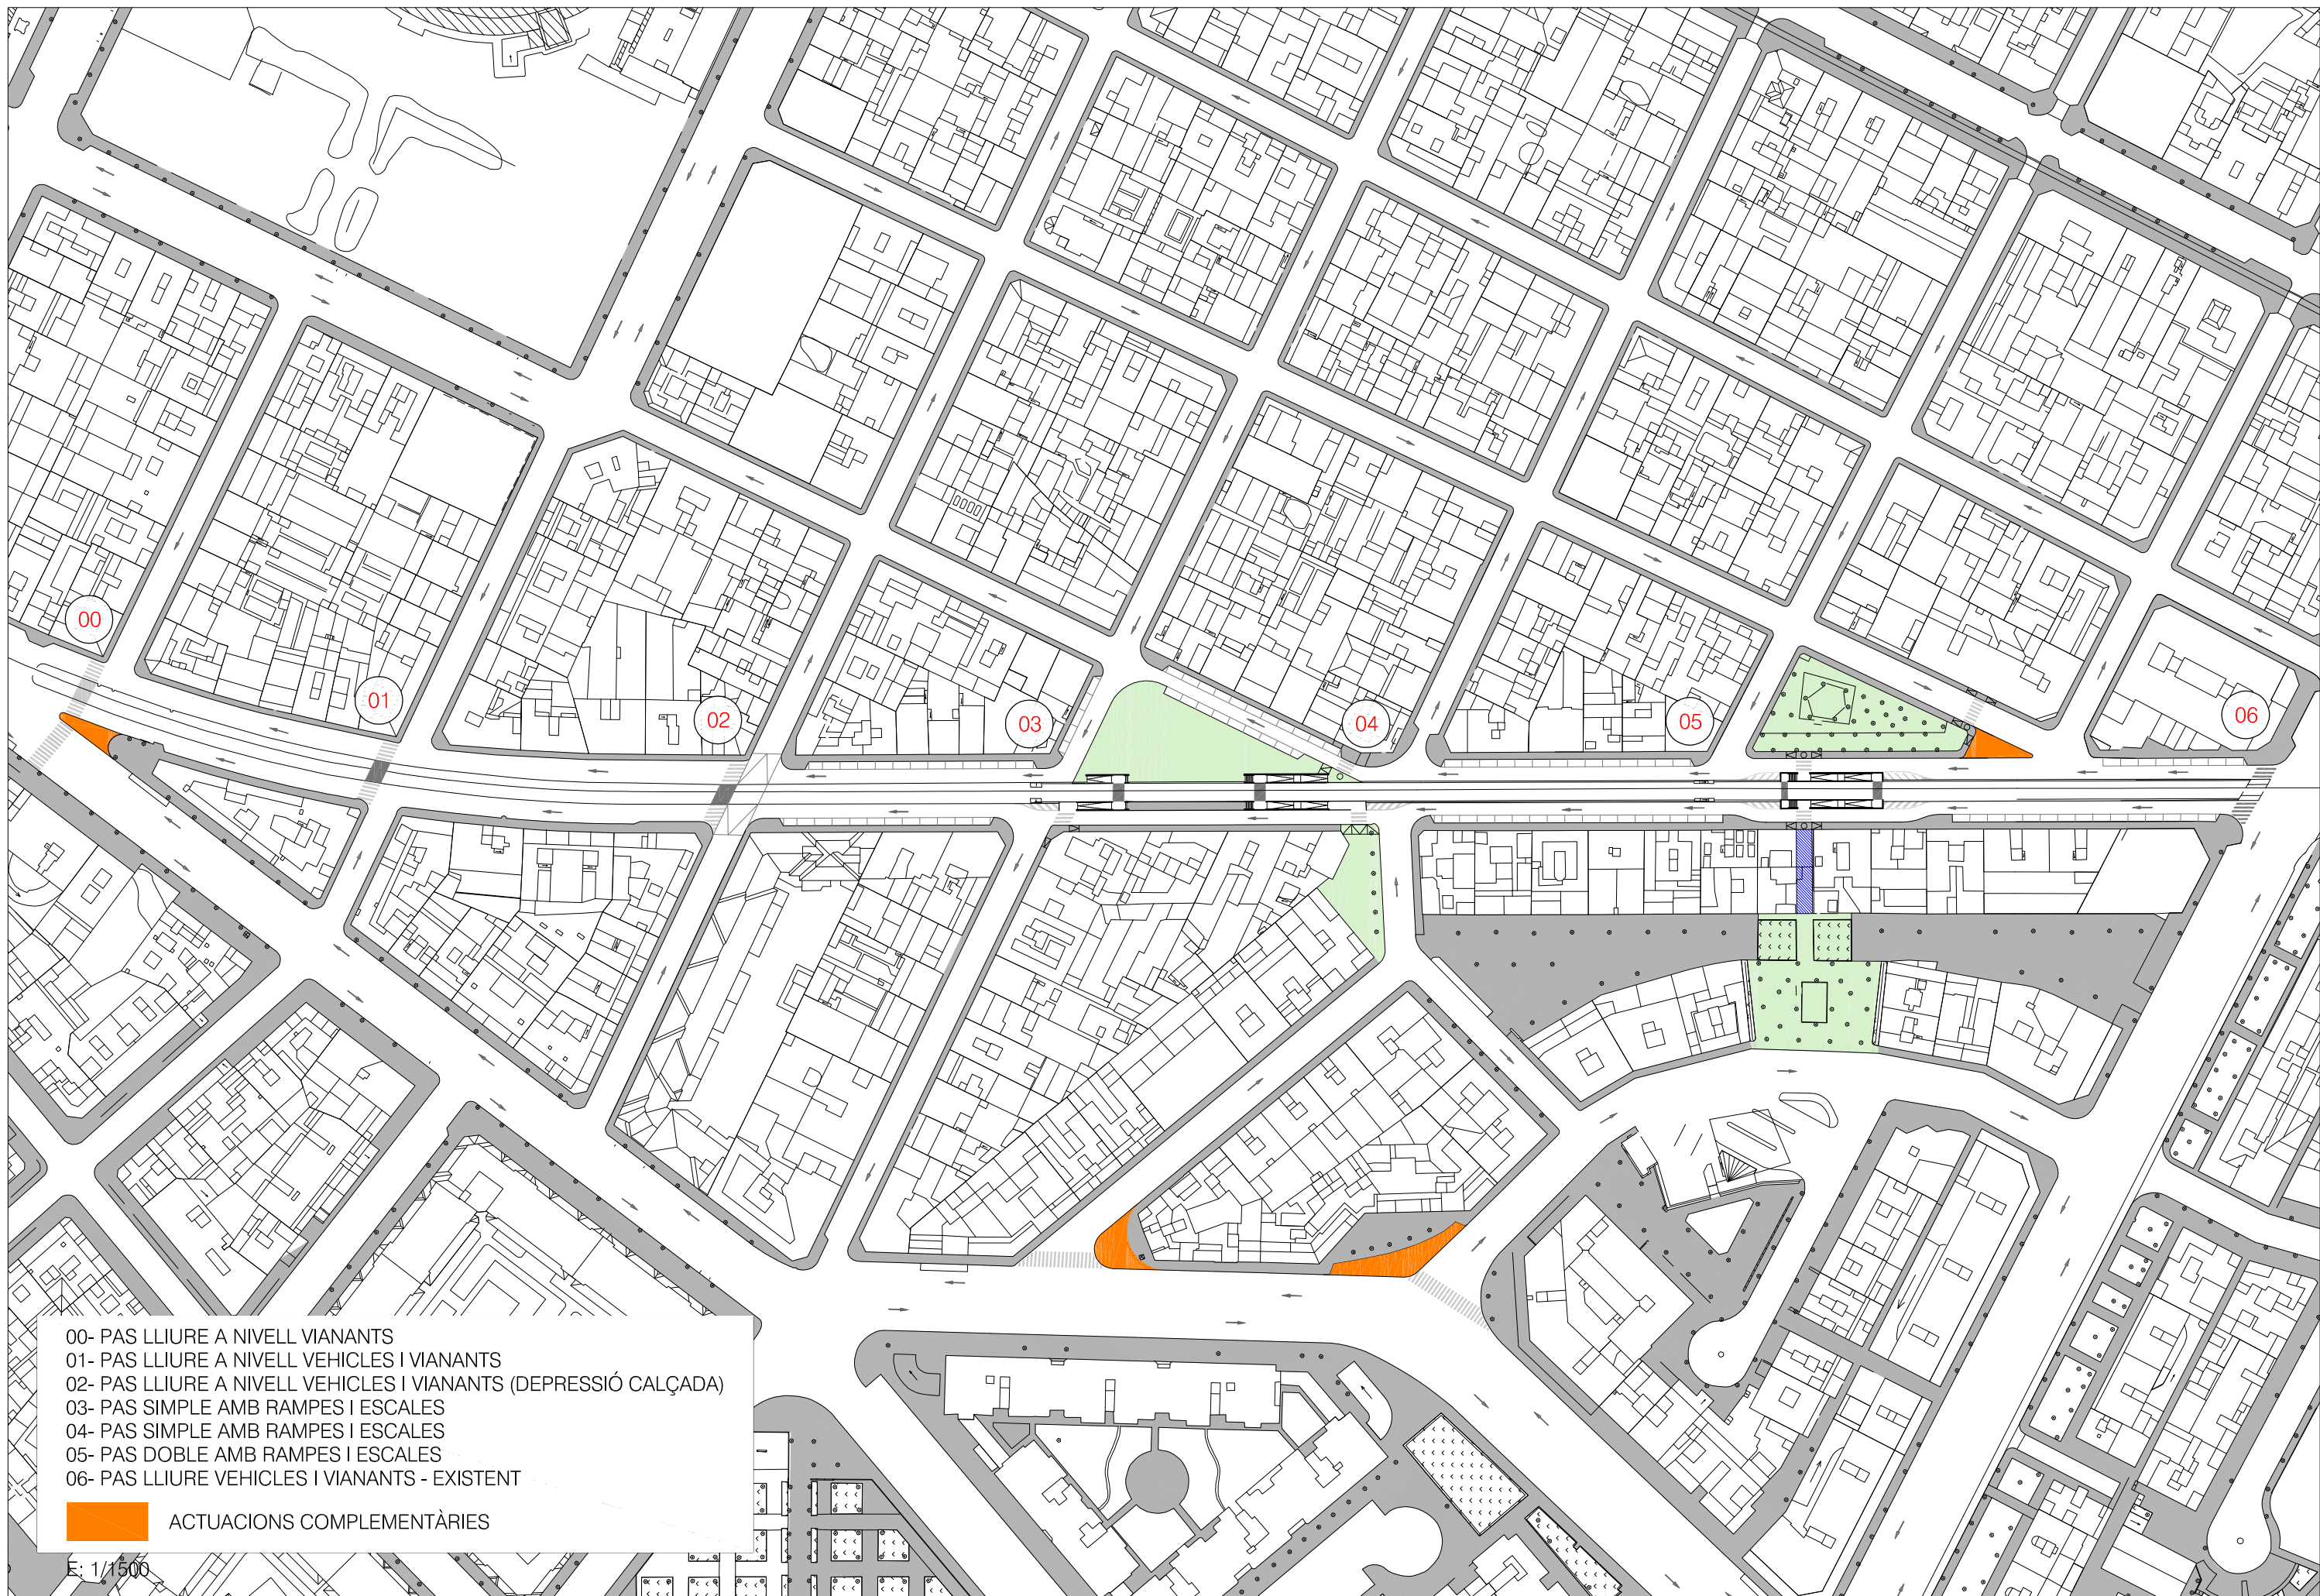 00
01
02
03
04
05
06
00- PAS LLIURE A NIVELL VIANANTS
01- PAS LLIURE A NIVELL VEHICLES I VIANANTS
02- PAS LLIURE A NIVELL VEHICLES I VIANANTS (DEPRESSIÓ CALÇADA)
03- PAS SIMPLE AMB RAMPES I ESCALES
04- PAS SIMPLE AMB RAMPES I ESCALES
05- PAS DOBLE AMB RAMPES I ESCALES
06- PAS LLIURE VEHICLES I VIANANTS - EXISTENT
ACTUACIONS COMPLEMENTÀRIES
E: 1/1500